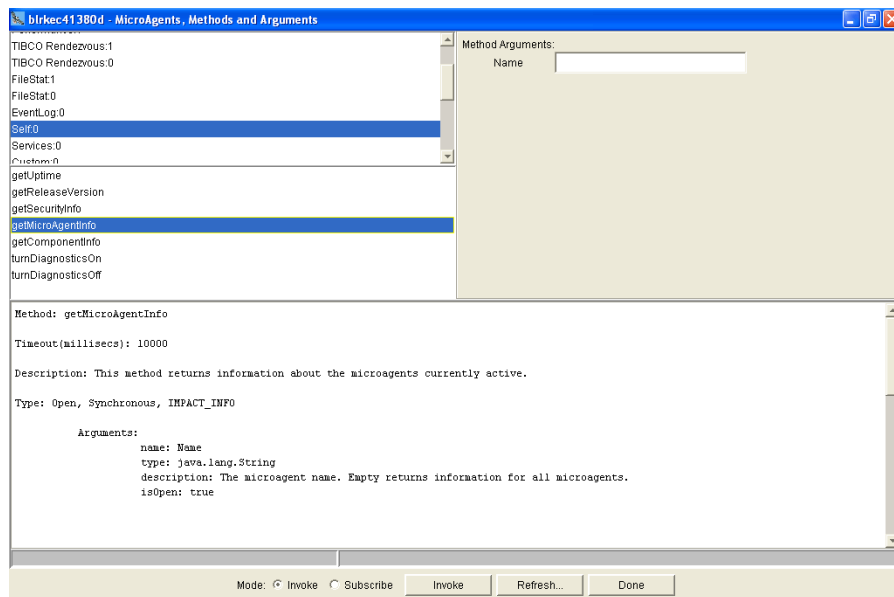 blrkec41380d - MicroAgents, Methods and Arguments
TIBCO Rendezvous:1
TIBCO Rendezvous:0
FileStat:1
FileStat:0
EventLog:0
Self:0
Services:0
Custom:0
Method Arguments:
Name
getUptime
getReleaseVersion
getSecurityInfo
getMicroAgentInfo
getComponentInfo
turnDiagnosticsOn
turnDiagnosticsOff
Method: getMicroAgentInfo
Timeout(millisecs): 10000
Description: This method returns information about the microagents currently active.
Type: Open, Synchronous, IMPACT_INFO
Arguments:
name: Name
type: java.lang.String
description: The microagent name. Empty returns information for all microagents.
isOpen: true
Mode: Invoke Subscribe Invoke Refresh... Done